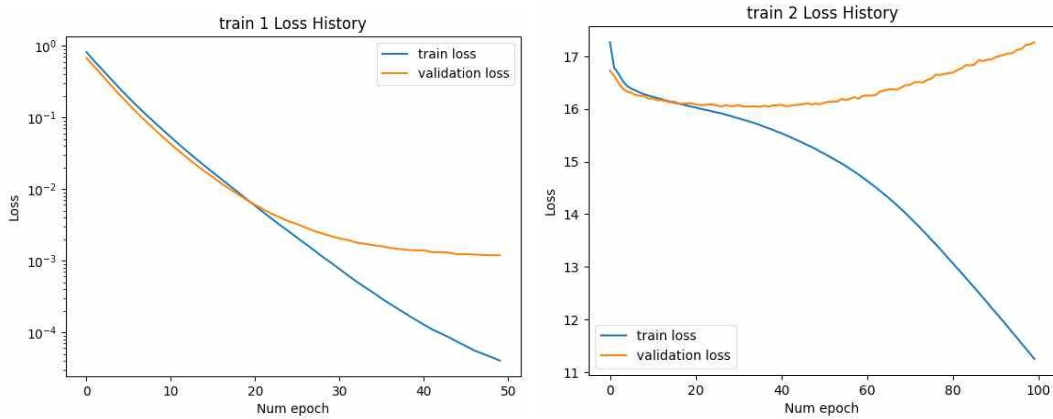 train 1 Loss History
train loss
validation loss
10⁰
10⁻¹
10⁻²
10⁻³
10⁻⁴
Loss
0 10 20 30 40 50
Num epoch
train 2 Loss History
17
16
15
14
13
12
11
Loss
train loss
validation loss
0 20 40 60 80 100
Num epoch